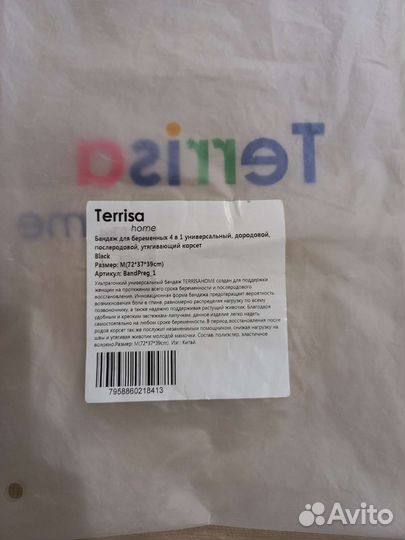 Terrisa
me
Terrisa
home
Бандаж для беременных 4 в 1 универсальный, дородовой,
послеродовой, утягивающий корсет
Black
Размер: M(72*37*39cm)
Артикул: BandPreg_1
Ультратонкий универсальный бандаж TERRISAHOME создан для поддержки
женщин на протяжении всего срока беременности и послеродового
восстановления. Инновационная форма бандажа предотвращает вероятность
возникновения боли в спине, равномерно распределяя нагрузку по всему
позвоночнику, а также надежно поддерживая растущий животик. Благодаря
удобным и крепким застежкам-липучкам, данное изделие легко надеть
самостоятельно на любом сроке беременности. В период восстановления после
родов корсет так же послужит незаменимым помощником, снижая нагрузку на
швы и утягивая животик молодой мамочки. Состав: полиэстер, эластичное
волокно.Размер: M(72*37*39cm). Изг.: Китай.
7958860218413
Avito